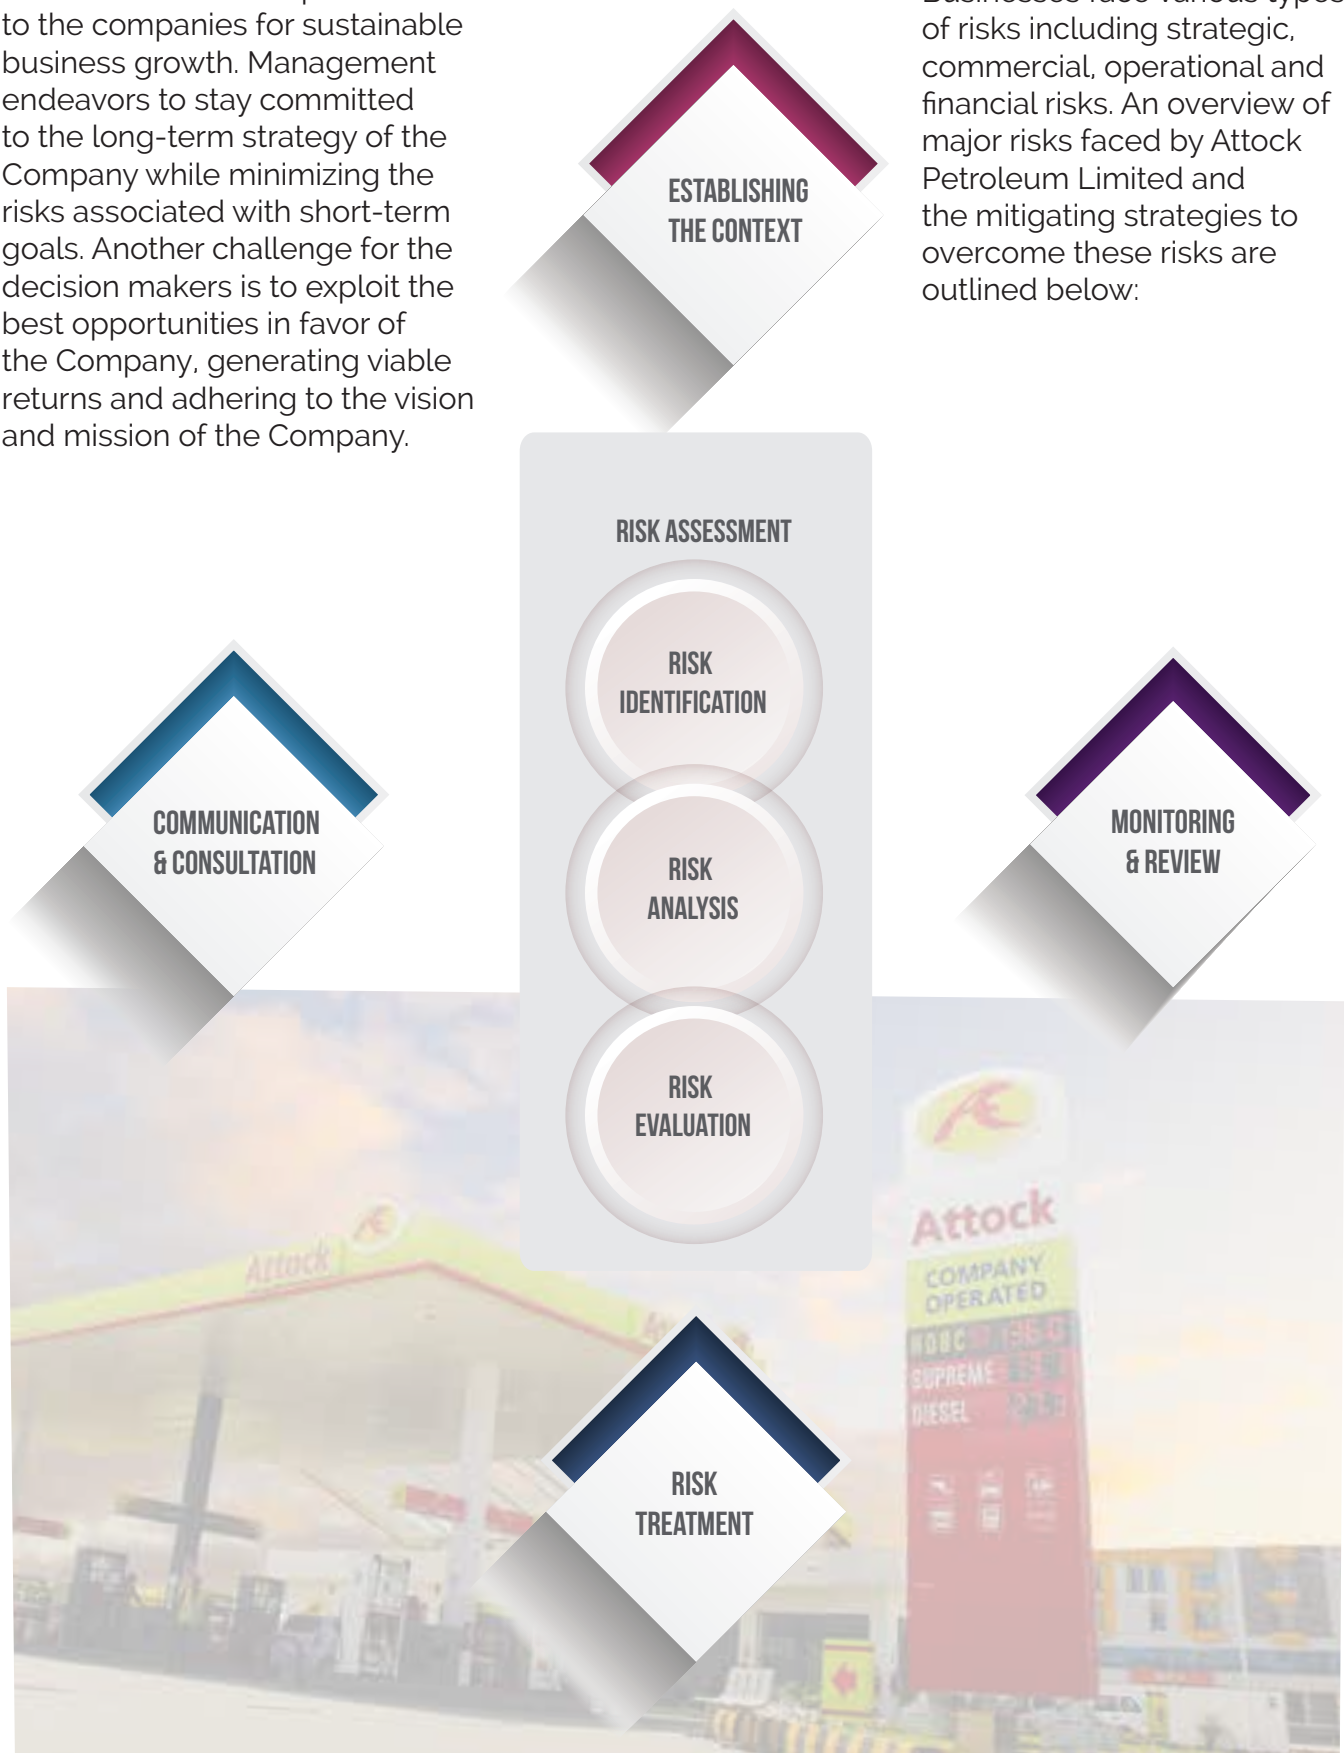 to the companies for sustainable
business growth. Management
endeavors to stay committed
to the long-term strategy of the
Company while minimizing the
risks associated with short-term
goals. Another challenge for the
decision makers is to exploit the
best opportunities in favor of
the Company, generating viable
returns and adhering to the vision
and mission of the Company.
Businesses face various types
of risks including strategic,
commercial, operational and
financial risks. An overview of
major risks faced by Attock
Petroleum Limited and
the mitigating strategies to
overcome these risks are
outlined below:
ESTABLISHING
THE CONTEXT
RISK ASSESSMENT
RISK
IDENTIFICATION
RISK
ANALYSIS
RISK
EVALUATION
COMMUNICATION
& CONSULTATION
MONITORING
& REVIEW
RISK
TREATMENT
Attock
Attock
COMPANY
OPERATED
HOBC
SUPREME
DIESEL